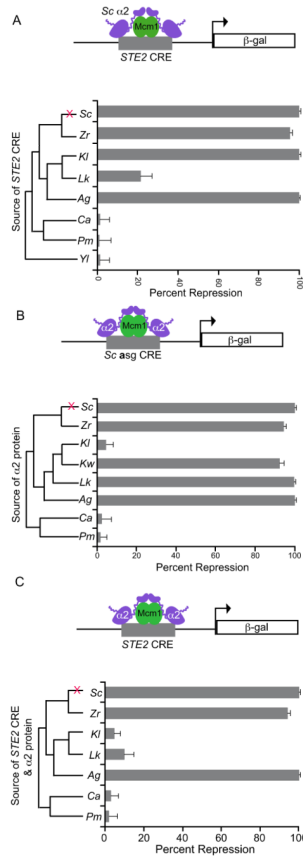 A
Sc α2
Mcm1
β-gal
STE2 CRE
Source of STE2 CRE
Sc
Zr
Kl
Lk
Ag
Ca
Pm
Yl
0 20 40 60 80 100
Percent Repression
B
α2 Mcm1 α2
β-gal
Sc asg CRE
Source of α2 protein
Sc
Zr
Kl
Kw
Lk
Ag
Ca
Pm
0 20 40 60 80 100
Percent Repression
C
α2 Mcm1 α2
β-gal
STE2 CRE
Source of STE2 CRE
& α2 protein
Sc
Zr
Kl
Lk
Ag
Ca
Pm
0 20 40 60 80 100
Percent Repression